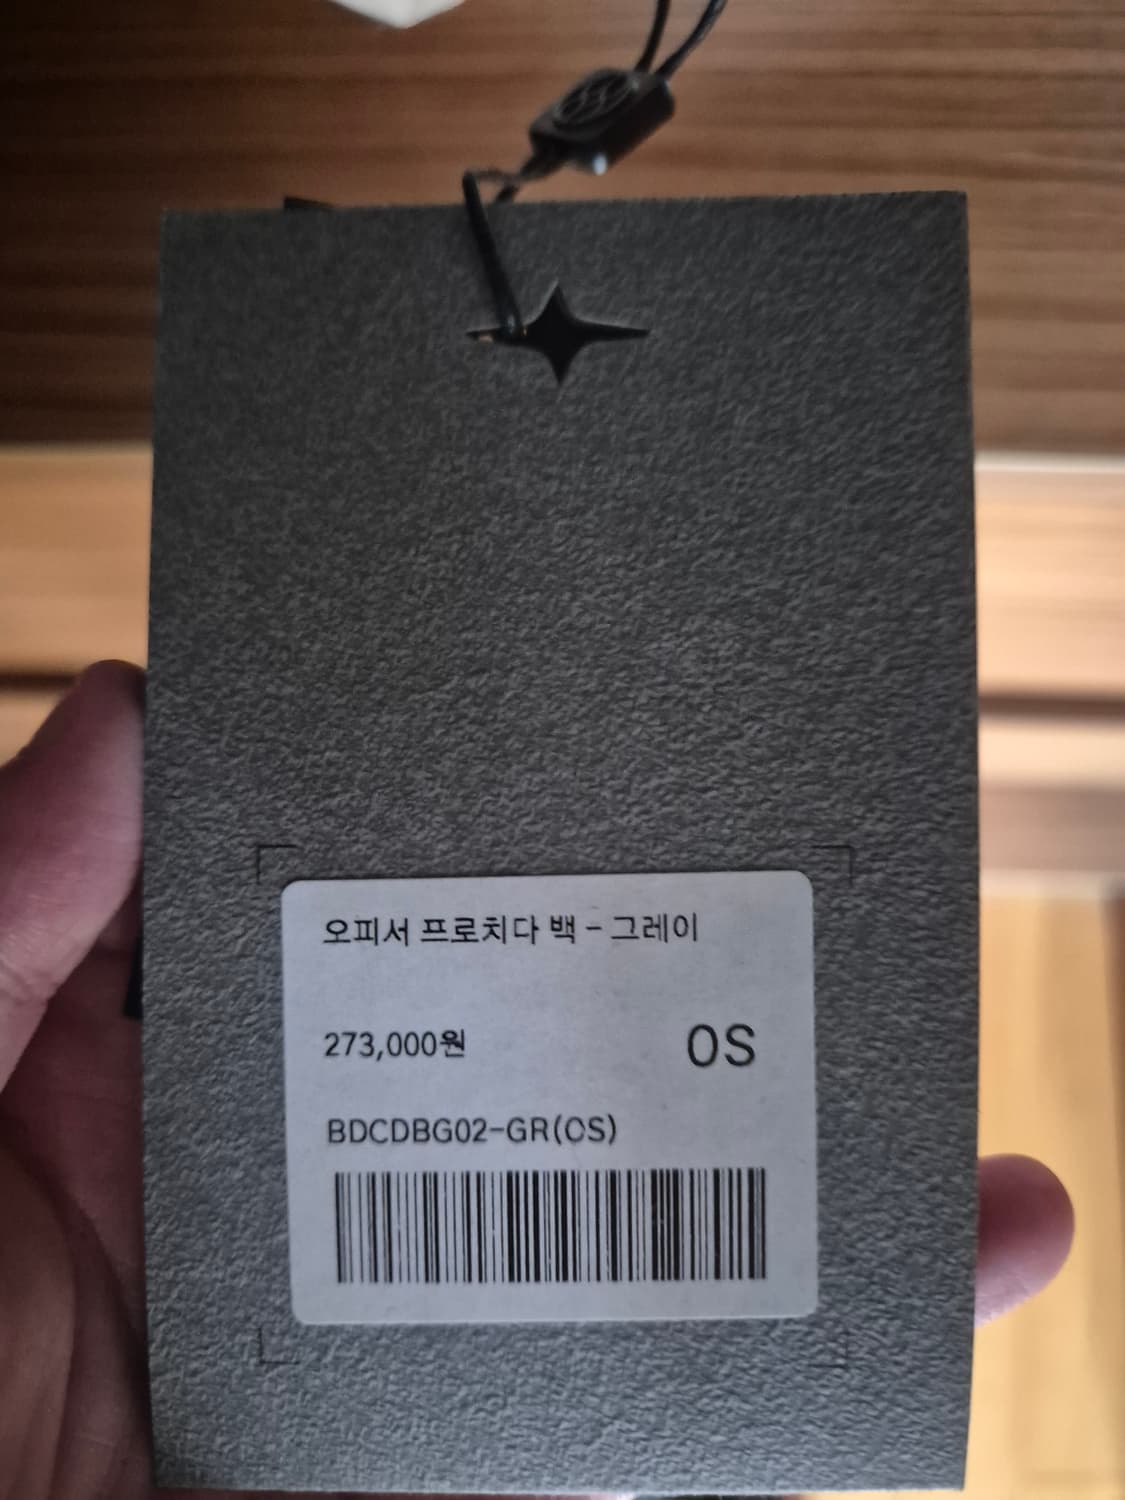 오피서 프로치다 백 - 그레이
273,000원 OS
BDCDBG02-GR(OS)